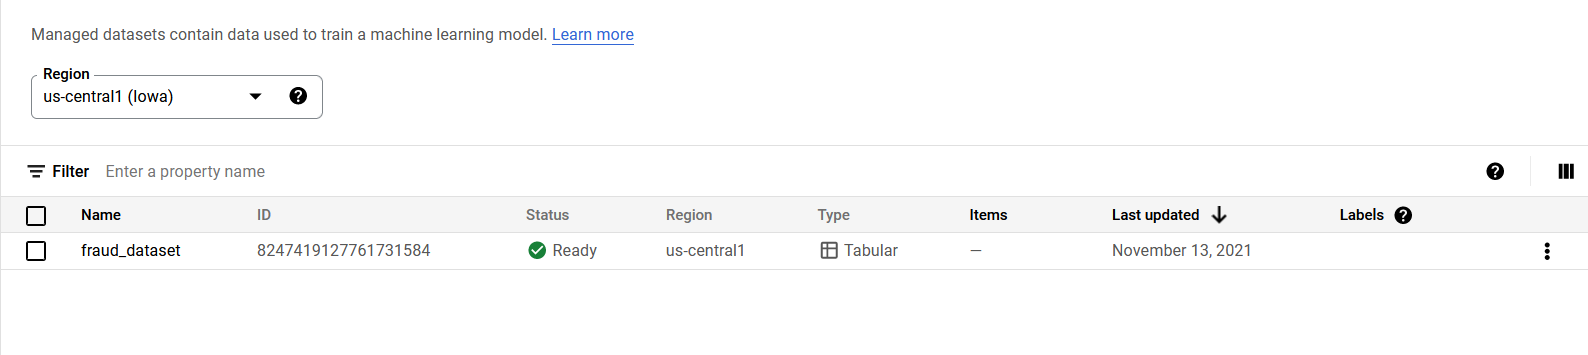 Managed datasets contain data used to train a machine learning model. Learn more
Region
us-central1 (Iowa)
Filter Enter a property name
Name ID Status Region Type Items Last updated Labels
fraud_dataset 8247419127761731584 Ready us-central1 Tabular — November 13, 2021